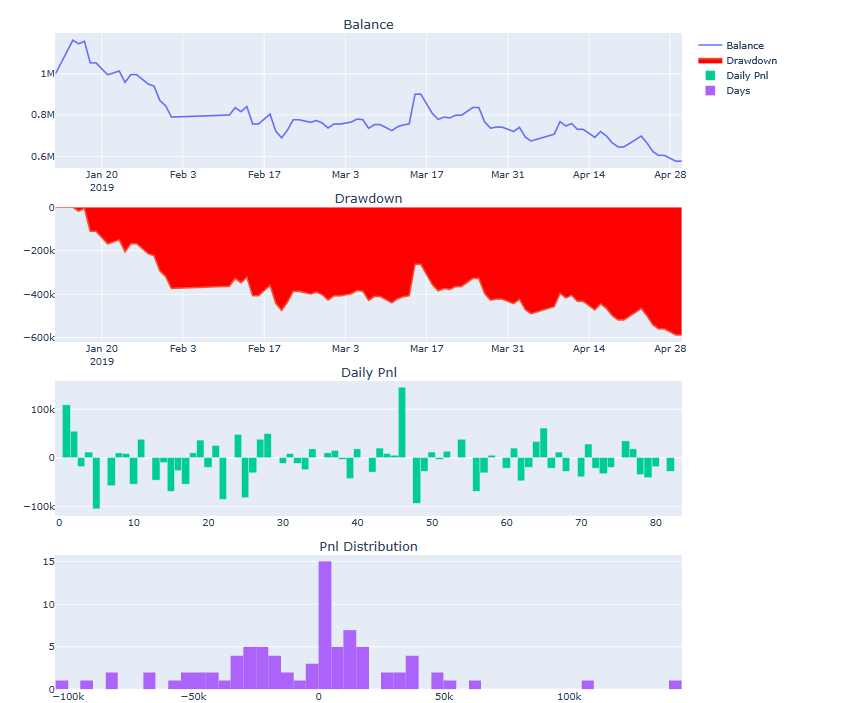 Balance
1M
0.8M
0.6M
Jan 20 Feb 3 Feb 17 Mar 3 Mar 17 Mar 31 Apr 14 Apr 28
2019
Balance
Drawdown
Daily Pnl
Days
Drawdown
0
−200k
−400k
−600k
Jan 20 Feb 3 Feb 17 Mar 3 Mar 17 Mar 31 Apr 14 Apr 28
2019
Daily Pnl
100k
0
−100k
0 10 20 30 40 50 60 70 80
Pnl Distribution
15
10
5
0
−100k −50k 0 50k 100k